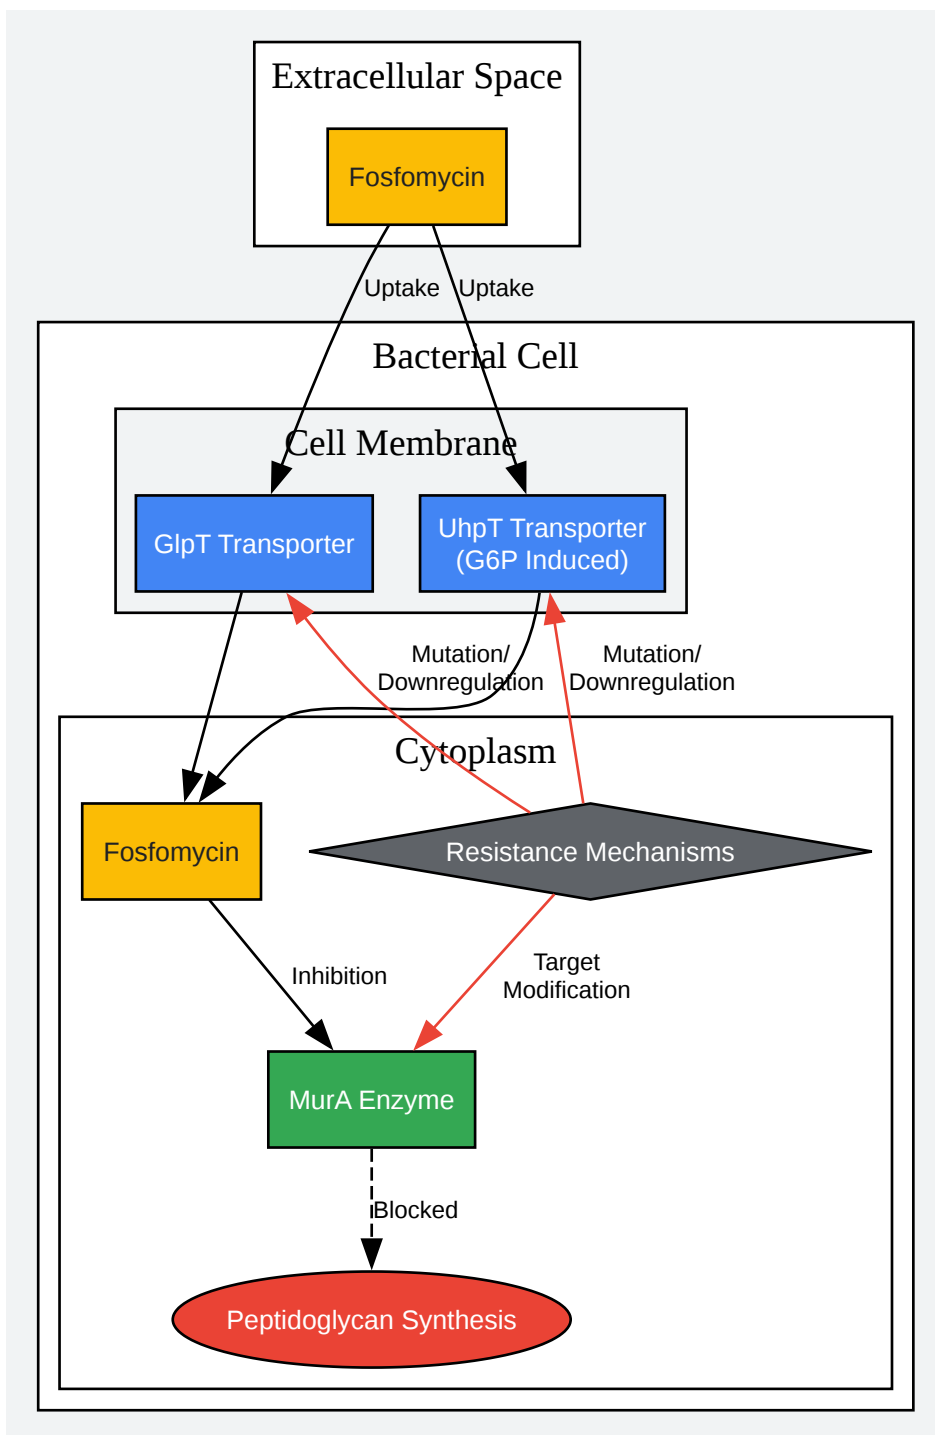 Extracellular Space
Fosfomycin
Uptake
Uptake
Bacterial Cell
Cell Membrane
GlpT Transporter
UhpT Transporter
(G6P Induced)
Mutation/
Downregulation
Mutation/
Downregulation
Cytoplasm
Fosfomycin
Resistance Mechanisms
Inhibition
Target
Modification
MurA Enzyme
Blocked
Peptidoglycan Synthesis